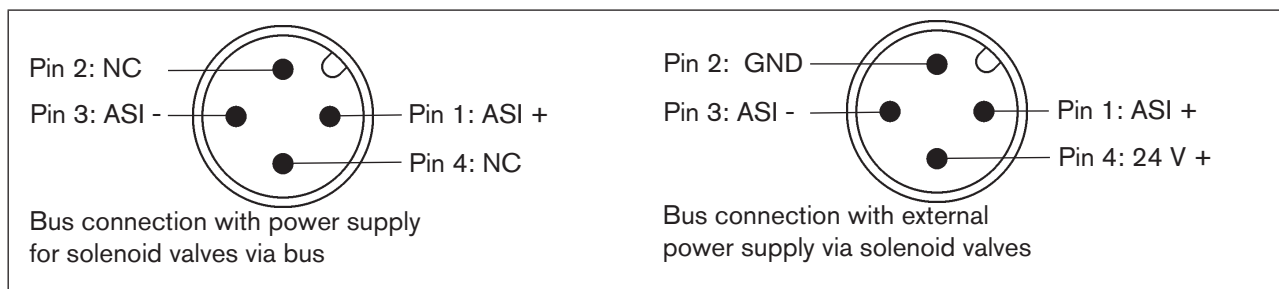 Pin 2: NC
Pin 3: ASI -
Pin 1: ASI +
Pin 4: NC
Bus connection with power supply
for solenoid valves via bus
Pin 2: GND
Pin 3: ASI -
Pin 1: ASI +
Pin 4: 24 V +
Bus connection with external
power supply via solenoid valves